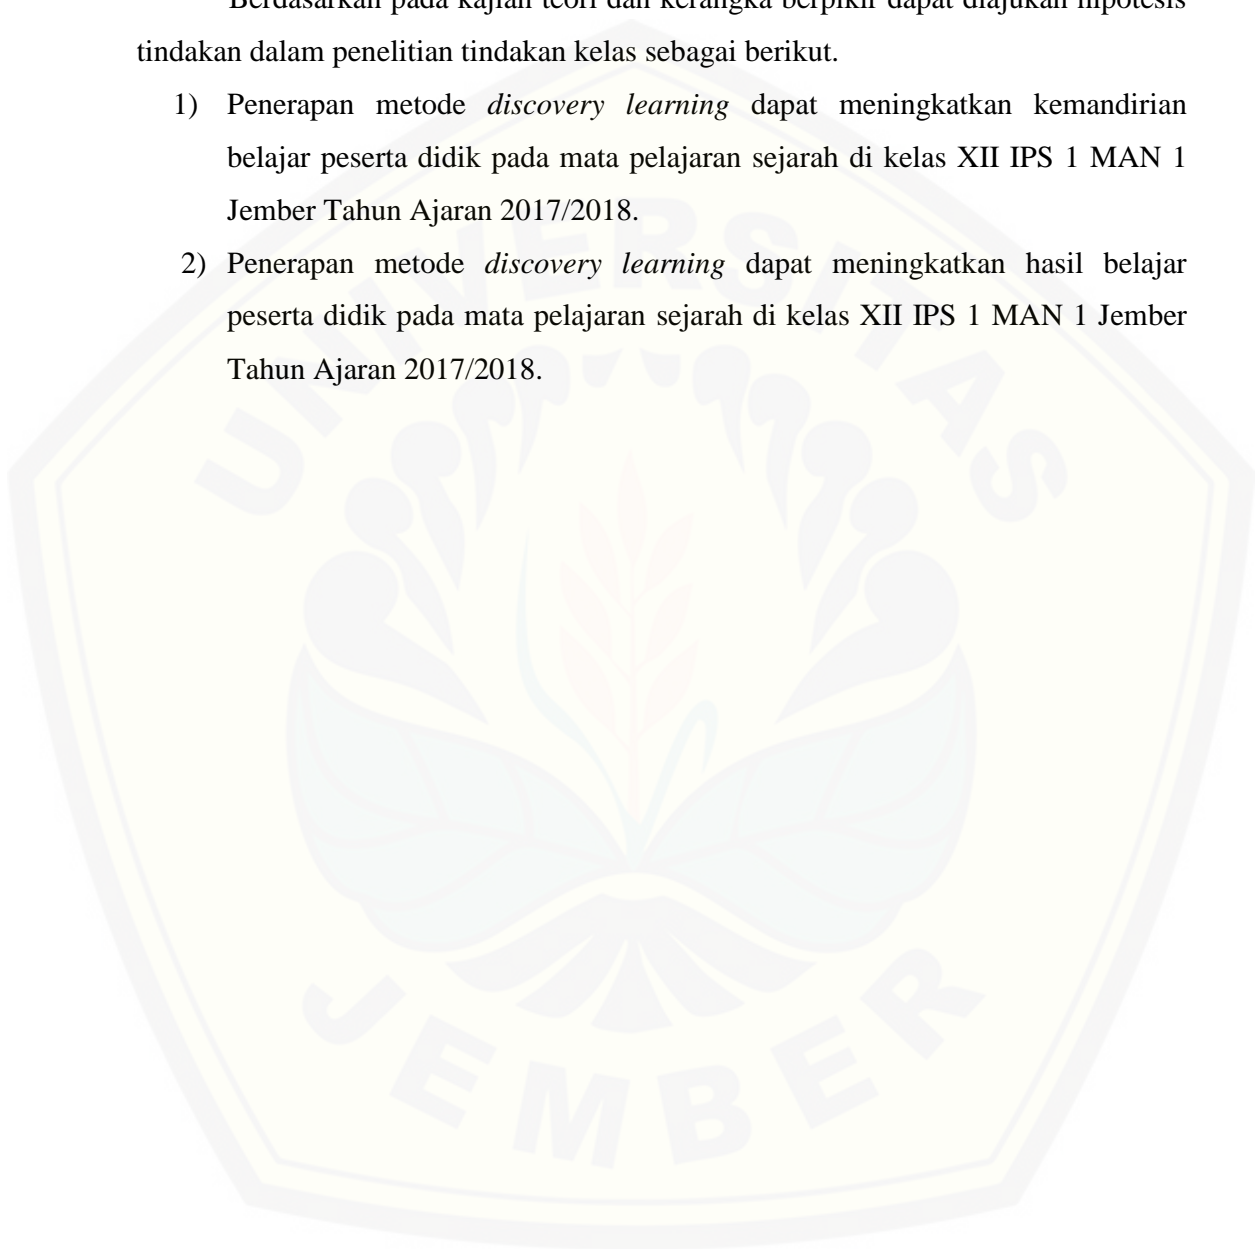 Berdasarkan pada kajian teori dan kerangka berpikir dapat diajukan hipotesis
tindakan dalam penelitian tindakan kelas sebagai berikut.
1) Penerapan metode discovery learning dapat meningkatkan kemandirian
belajar peserta didik pada mata pelajaran sejarah di kelas XII IPS 1 MAN 1
Jember Tahun Ajaran 2017/2018.
2) Penerapan metode discovery learning dapat meningkatkan hasil belajar
peserta didik pada mata pelajaran sejarah di kelas XII IPS 1 MAN 1 Jember
Tahun Ajaran 2017/2018.
UNIVERSITAS
JEMBER